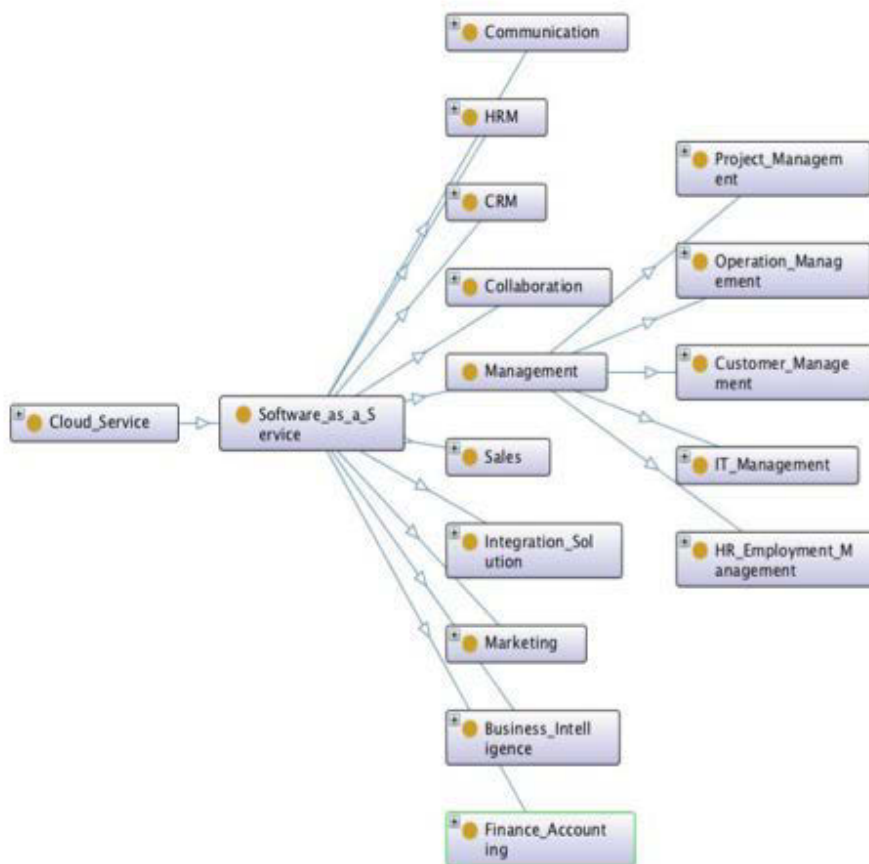 Communication
HRM
CRM
Collaboration
Management
Project_Managem
ent
Operation_Manag
ement
Customer_Manage
ment
IT_Management
HR_Employment_M
anagement
Cloud_Service
Software_as_a_S
ervice
Sales
Integration_Sol
ution
Marketing
Business_Intell
igence
Finance_Account
ing